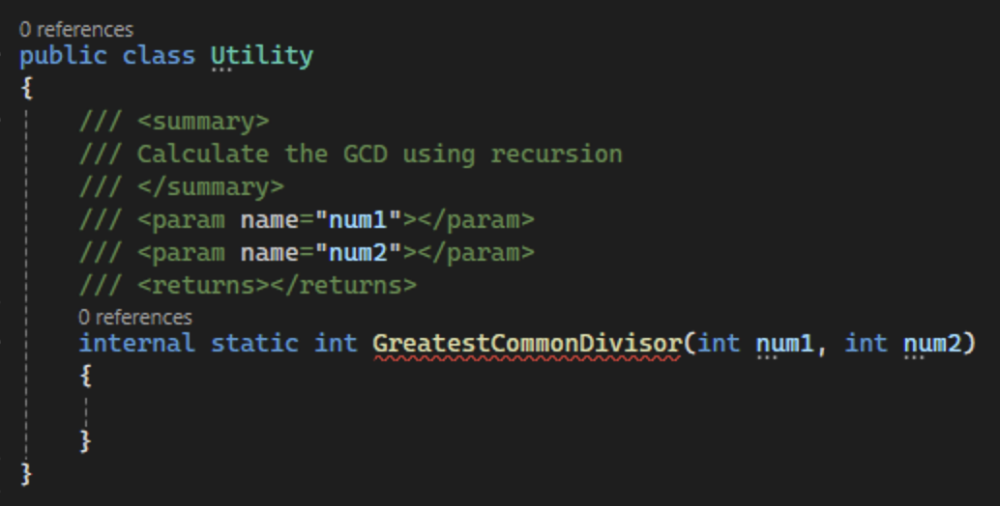 0 references
public class Utility
{
/// <summary>
/// Calculate the GCD using recursion
/// </summary>
/// <param name="num1"></param>
/// <param name="num2"></param>
/// <returns></returns>
0 references
internal static int GreatestCommonDivisor(int num1, int num2)
{
}
}